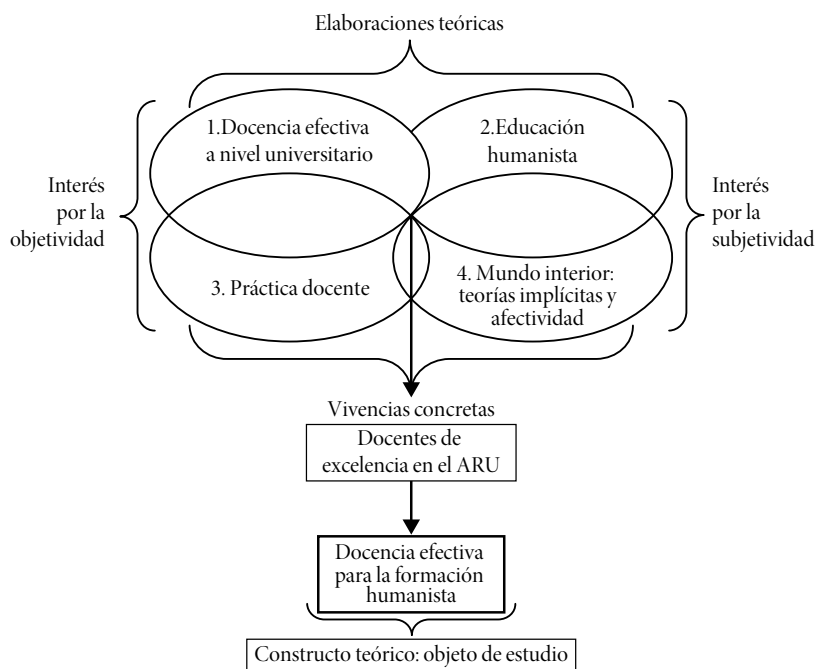 Elaboraciones teóricas
1.Docencia efectiva
a nivel universitario
2.Educación
humanista
Interés
por la
objetividad
Interés
por la
subjetividad
3. Práctica docente
4. Mundo interior:
teorías implícitas y
afectividad
Vivencias concretas
Docentes de
excelencia en el ARU
Docencia efectiva
para la formación
humanista
Constructo teórico: objeto de estudio